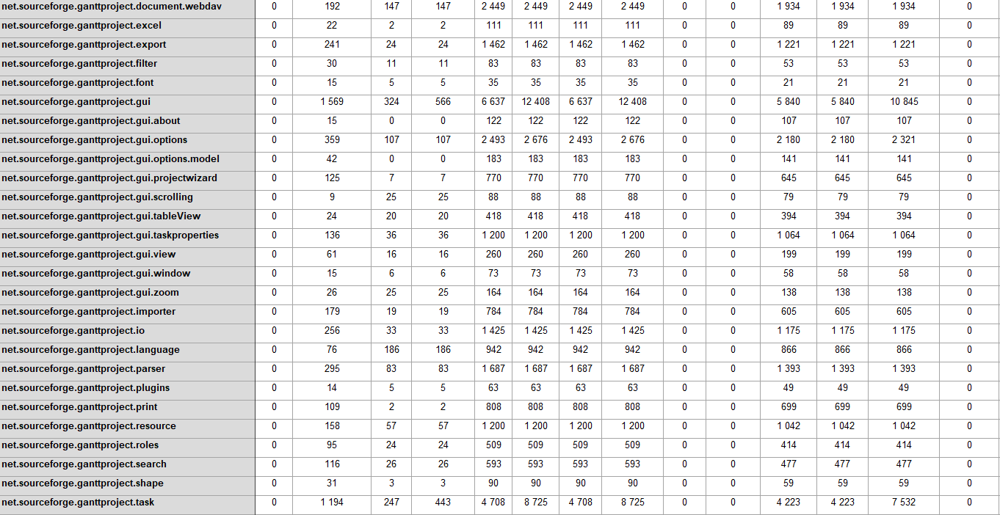 net.sourceforge.ganttproject.document.webdav 0 192 147 147 2 449 2 449 2 449 2 449 0 0 1 934 1 934 1 934 0
net.sourceforge.ganttproject.excel 0 22 2 2 111 111 111 111 0 0 89 89 89 0
net.sourceforge.ganttproject.export 0 241 24 24 1 462 1 462 1 462 1 462 0 0 1 221 1 221 1 221 0
net.sourceforge.ganttproject.filter 0 30 11 11 83 83 83 83 0 0 53 53 53 0
net.sourceforge.ganttproject.font 0 15 5 5 35 35 35 35 0 0 21 21 21 0
net.sourceforge.ganttproject.gui 0 1 569 324 566 6 637 12 408 6 637 12 408 0 0 5 840 5 840 10 845 0
net.sourceforge.ganttproject.gui.about 0 15 0 0 122 122 122 122 0 0 107 107 107 0
net.sourceforge.ganttproject.gui.options 0 359 107 107 2 493 2 676 2 493 2 676 0 0 2 180 2 180 2 321 0
net.sourceforge.ganttproject.gui.options.model 0 42 0 0 183 183 183 183 0 0 141 141 141 0
net.sourceforge.ganttproject.gui.projectwizard 0 125 7 7 770 770 770 770 0 0 645 645 645 0
net.sourceforge.ganttproject.gui.scrolling 0 9 25 25 88 88 88 88 0 0 79 79 79 0
net.sourceforge.ganttproject.gui.tableView 0 24 20 20 418 418 418 418 0 0 394 394 394 0
net.sourceforge.ganttproject.gui.taskproperties 0 136 36 36 1 200 1 200 1 200 1 200 0 0 1 064 1 064 1 064 0
net.sourceforge.ganttproject.gui.view 0 61 16 16 260 260 260 260 0 0 199 199 199 0
net.sourceforge.ganttproject.gui.window 0 15 6 6 73 73 73 73 0 0 58 58 58 0
net.sourceforge.ganttproject.gui.zoom 0 26 25 25 164 164 164 164 0 0 138 138 138 0
net.sourceforge.ganttproject.importer 0 179 19 19 784 784 784 784 0 0 605 605 605 0
net.sourceforge.ganttproject.io 0 256 33 33 1 425 1 425 1 425 1 425 0 0 1 175 1 175 1 175 0
net.sourceforge.ganttproject.language 0 76 186 186 942 942 942 942 0 0 866 866 866 0
net.sourceforge.ganttproject.parser 0 295 83 83 1 687 1 687 1 687 1 687 0 0 1 393 1 393 1 393 0
net.sourceforge.ganttproject.plugins 0 14 5 5 63 63 63 63 0 0 49 49 49 0
net.sourceforge.ganttproject.print 0 109 2 2 808 808 808 808 0 0 699 699 699 0
net.sourceforge.ganttproject.resource 0 158 57 57 1 200 1 200 1 200 1 200 0 0 1 042 1 042 1 042 0
net.sourceforge.ganttproject.roles 0 95 24 24 509 509 509 509 0 0 414 414 414 0
net.sourceforge.ganttproject.search 0 116 26 26 593 593 593 593 0 0 477 477 477 0
net.sourceforge.ganttproject.shape 0 31 3 3 90 90 90 90 0 0 59 59 59 0
net.sourceforge.ganttproject.task 0 1 194 247 443 4 708 8 725 4 708 8 725 0 0 4 223 4 223 7 532 0